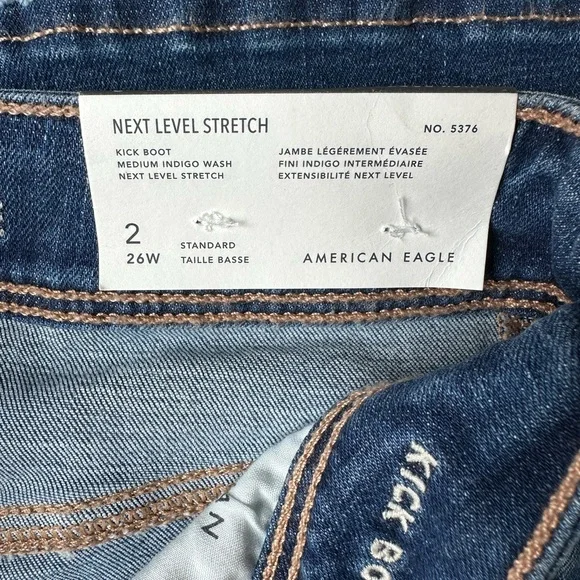 NEXT LEVEL STRETCH
NO. 5376
KICK BOOT
MEDIUM INDIGO WASH
NEXT LEVEL STRETCH
JAMBE LÉGÉREMENT ÉVASÉE
FINI INDIGO INTERMÉDIAIRE
EXTENSIBILITÉ NEXT LEVEL
2
26W
STANDARD
TAILLE BASSE
AMERICAN EAGLE
KICK BO